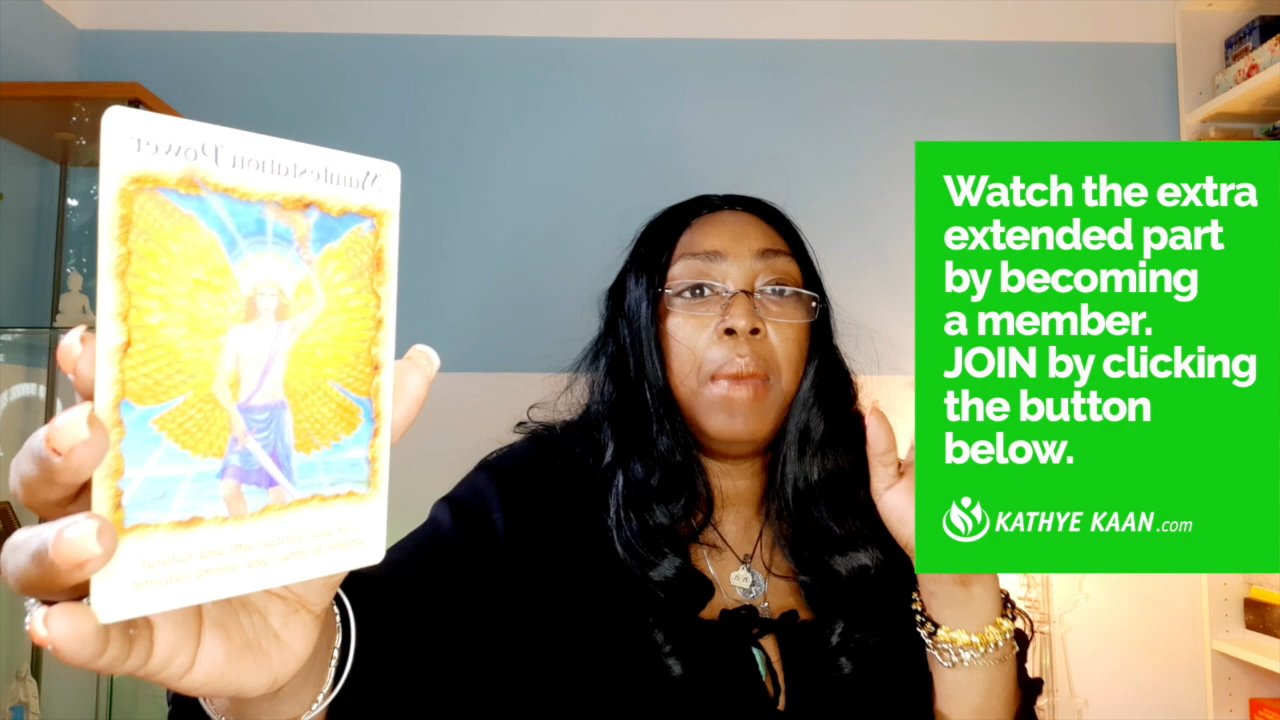 Manifestation Power
Watch the extra
extended part
by becoming
a member.
JOIN by clicking
the button
below.
KATHYE KAAN.com